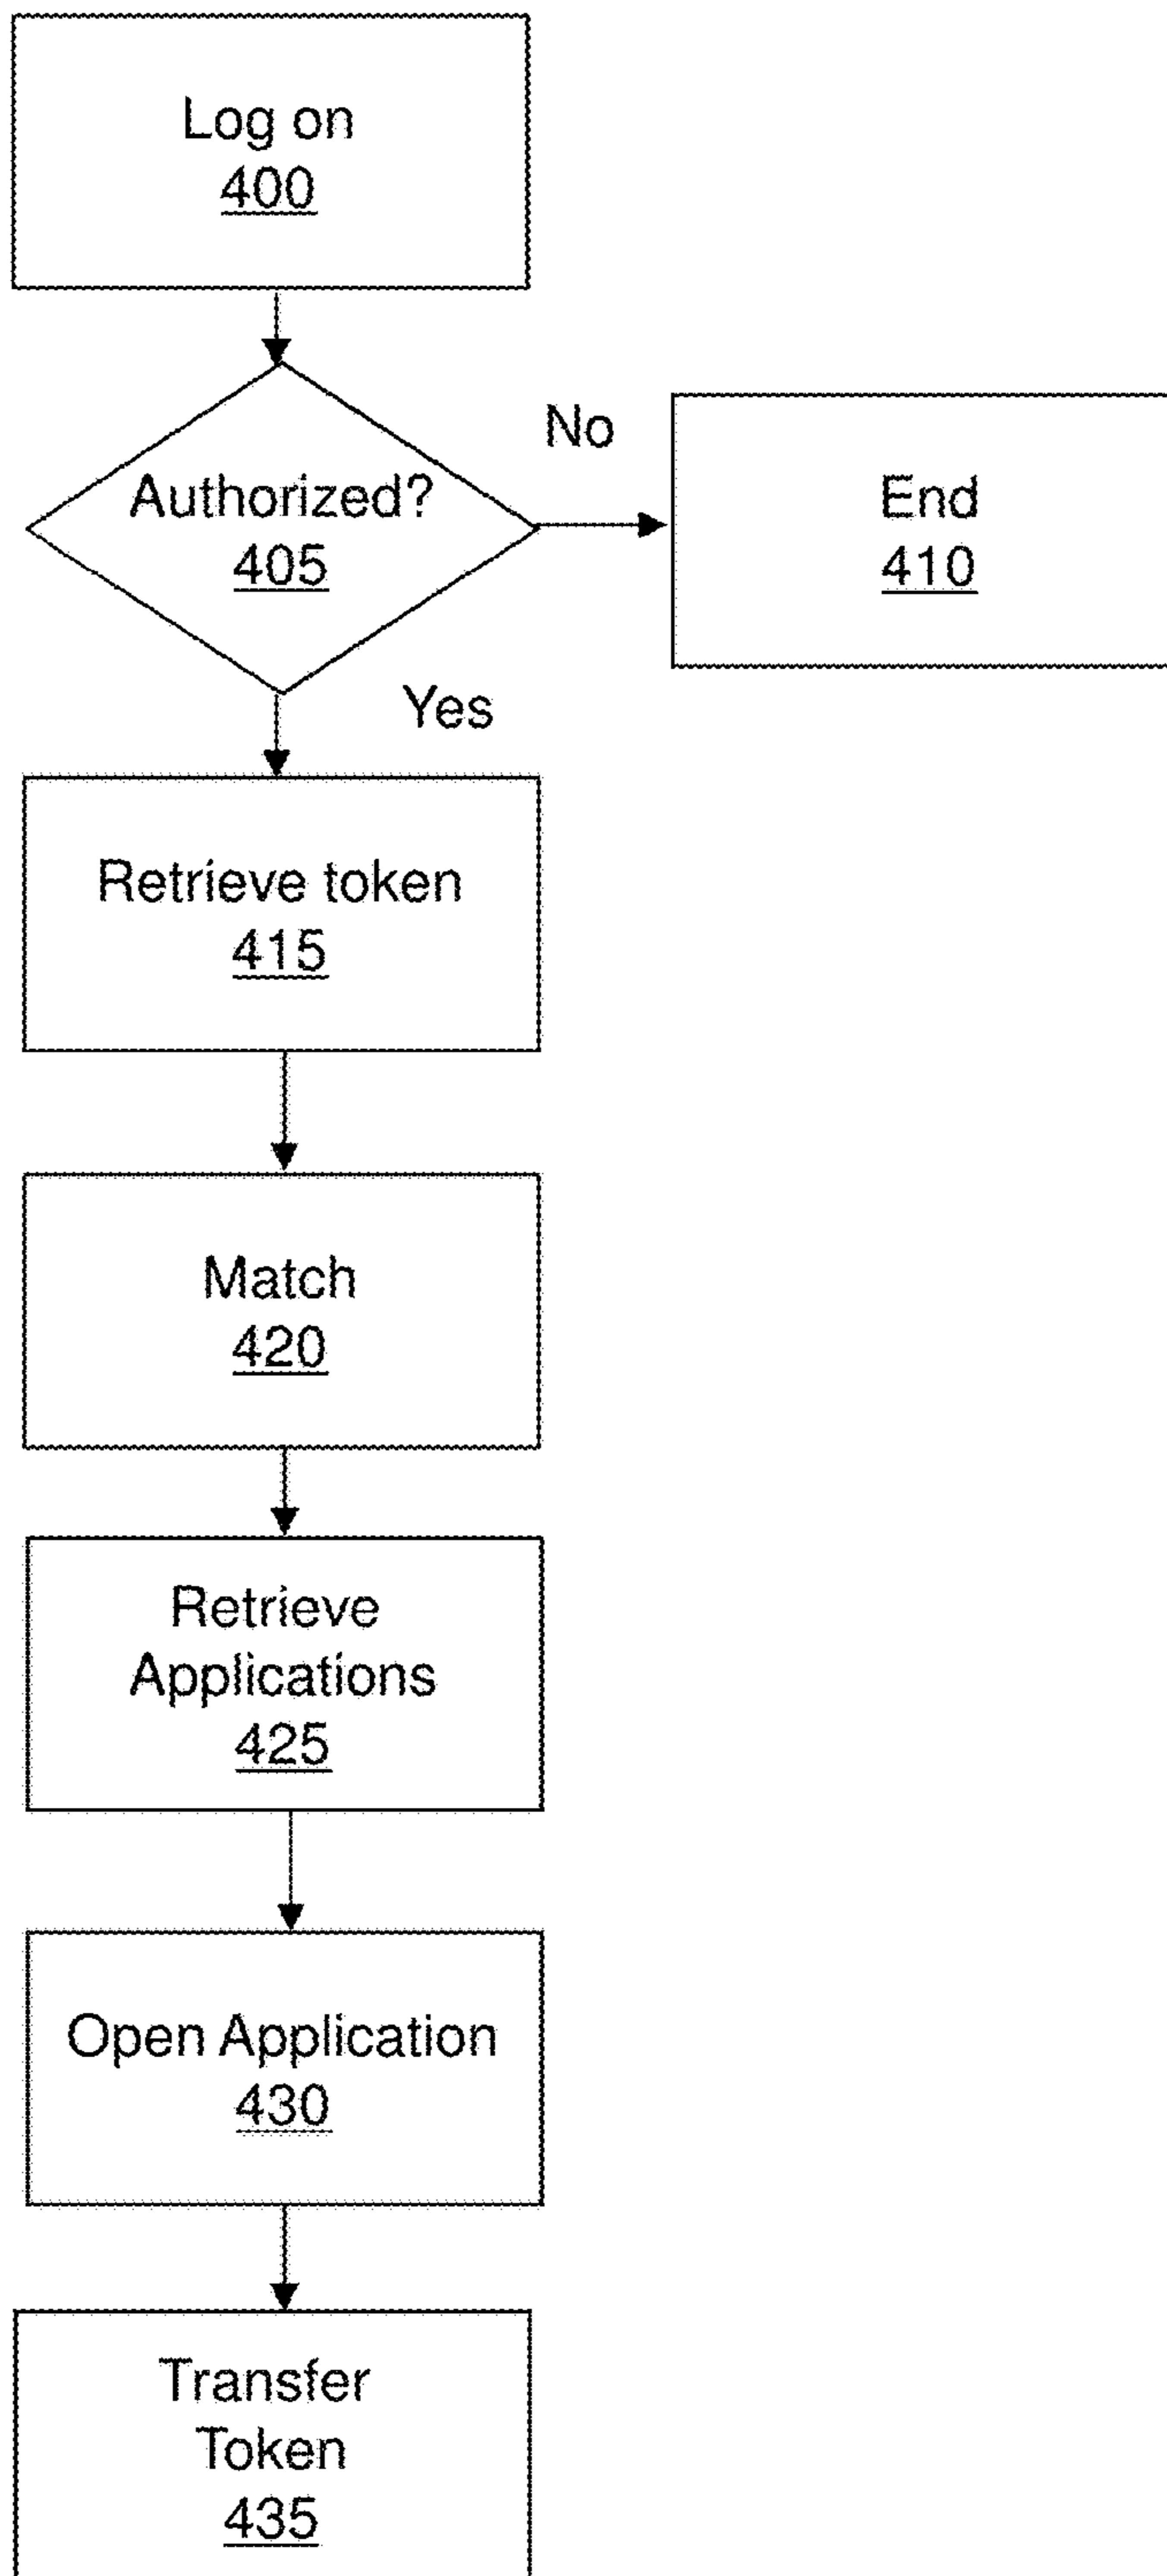 Log on
400
Authorized?
405
No
End
410
Yes
Retrieve token
415
Match
420
Retrieve
Applications
425
Open Application
430
Transfer
Token
435